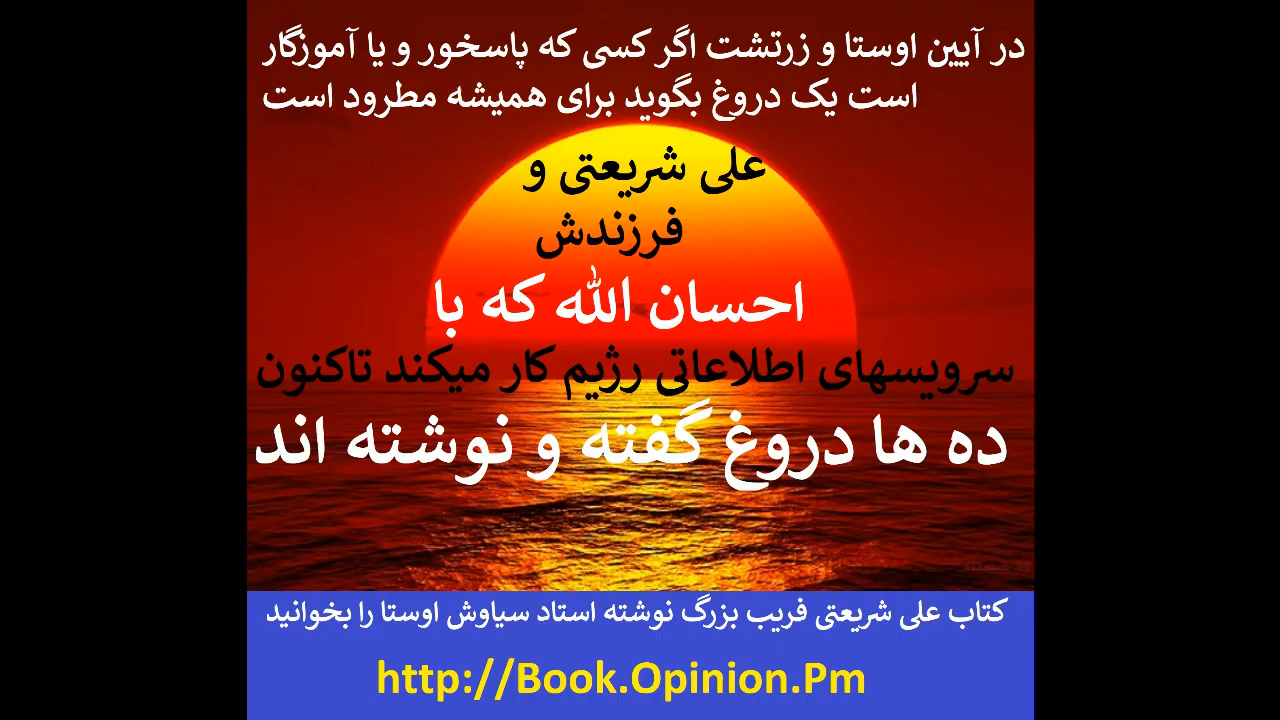 در آیین اوستا و زرتشت اگر کسی که پاسخور و یا آموزگار
است یک دروغ بگوید برای همیشه مطرود است
علی شریعتی و
فرزندش
احسان الله که با
سرویسهای اطلاعاتی رژیم کار میکند تاکنون
ده ها دروغ گفته و نوشته اند
کتاب علی شریعتی فریب بزرگ نوشته استاد سیاوش اوستا را بخوانید
http://Book.Opinion.Pm